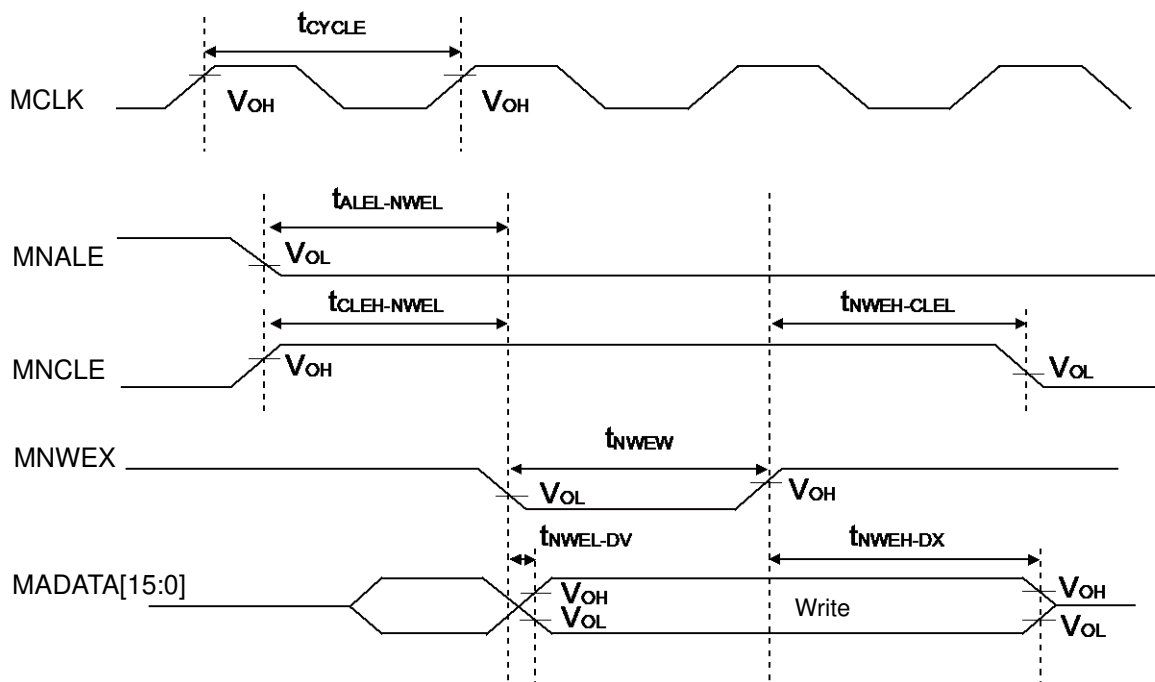 tCYCLE
MCLK
VOH VOH
tALEL-NWEL
MNALE
VOL
tCLEH-NWEL tNWEH-CLEL
MNCLE
VOH VOL
tNWEW
MNWEX
VOL VOH
tNWEL-DV tNWEH-DX
MADATA[15:0]
VOH Write VOH
VOL VOL